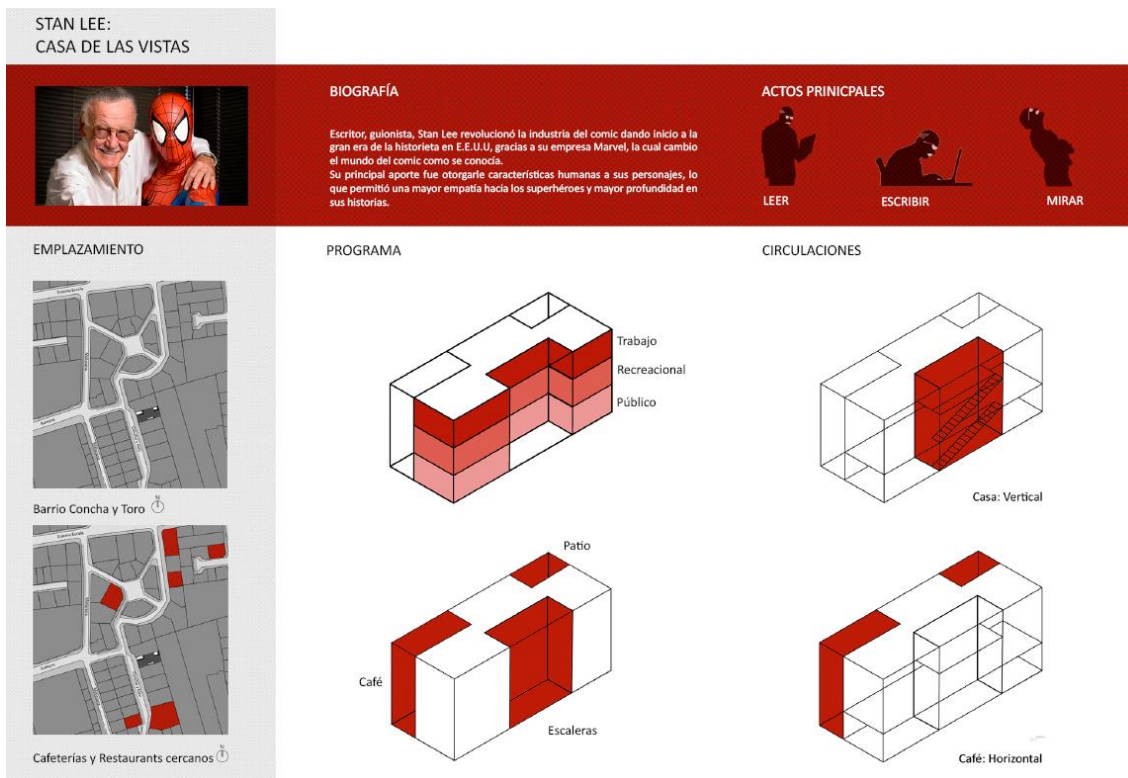 STAN LEE:
CASA DE LAS VISTAS
BIOGRAFÍA
Escritor, guionista, Stan Lee revolucionó la industria del comic dando inicio a la
gran era de la historieta en E.E.U.U, gracias a su empresa Marvel, la cual cambio
el mundo del comic como se conocía.
Su principal aporte fue otorgarle características humanas a sus personajes, lo
que permitió una mayor empatía hacia los superhéroes y mayor profundidad en
sus historias.
ACTOS PRINICPALES
LEER
ESCRIBIR
MIRAR
EMPLAZAMIENTO
N
Barrio Concha y Toro
N
Cafeterías y Restaurants cercanos
PROGRAMA
Trabajo
Recreacional
Público
Patio
Café
Escaleras
CIRCULACIONES
Casa: Vertical
Café: Horizontal